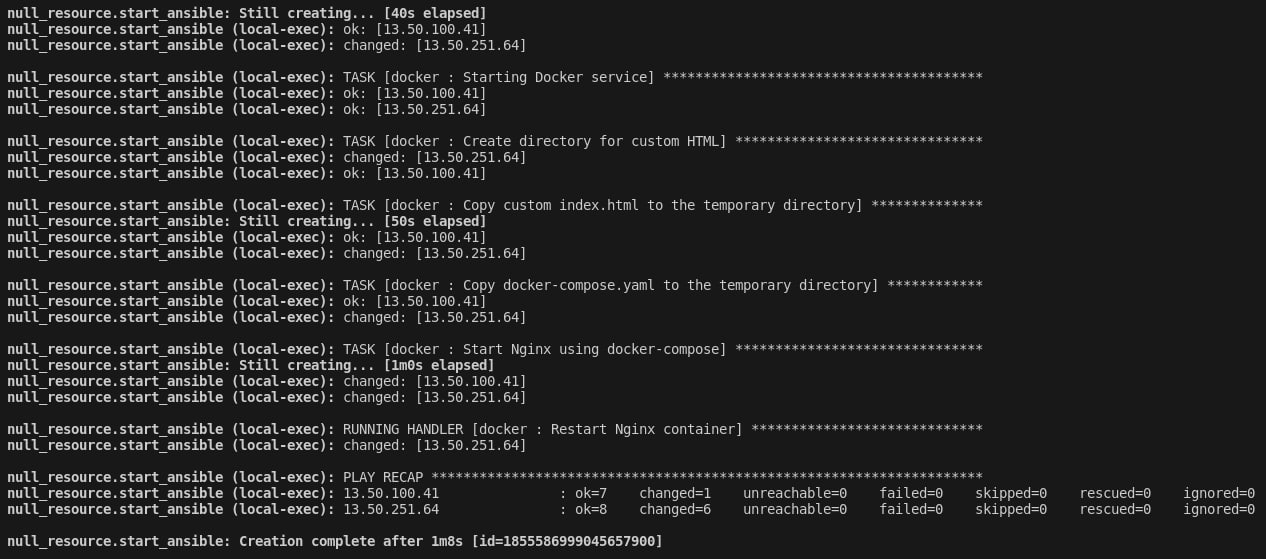 null_resource.start_ansible: Still creating... [40s elapsed]
null_resource.start_ansible (local-exec): ok: [13.50.100.41]
null_resource.start_ansible (local-exec): changed: [13.50.251.64]
null_resource.start_ansible (local-exec): TASK [docker : Starting Docker service] ****************************************
null_resource.start_ansible (local-exec): ok: [13.50.100.41]
null_resource.start_ansible (local-exec): ok: [13.50.251.64]
null_resource.start_ansible (local-exec): TASK [docker : Create directory for custom HTML] *******************************
null_resource.start_ansible (local-exec): changed: [13.50.251.64]
null_resource.start_ansible (local-exec): ok: [13.50.100.41]
null_resource.start_ansible (local-exec): TASK [docker : Copy custom index.html to the temporary directory] **************
null_resource.start_ansible: Still creating... [50s elapsed]
null_resource.start_ansible (local-exec): ok: [13.50.100.41]
null_resource.start_ansible (local-exec): changed: [13.50.251.64]
null_resource.start_ansible (local-exec): TASK [docker : Copy docker-compose.yaml to the temporary directory] ************
null_resource.start_ansible (local-exec): ok: [13.50.100.41]
null_resource.start_ansible (local-exec): changed: [13.50.251.64]
null_resource.start_ansible (local-exec): TASK [docker : Start Nginx using docker-compose] *******************************
null_resource.start_ansible: Still creating... [1m0s elapsed]
null_resource.start_ansible (local-exec): changed: [13.50.100.41]
null_resource.start_ansible (local-exec): changed: [13.50.251.64]
null_resource.start_ansible (local-exec): RUNNING HANDLER [docker : Restart Nginx container] *****************************
null_resource.start_ansible (local-exec): changed: [13.50.251.64]
null_resource.start_ansible (local-exec): PLAY RECAP *********************************************************************
null_resource.start_ansible (local-exec): 13.50.100.41               : ok=7    changed=1    unreachable=0    failed=0    skipped=0    rescued=0    ignored=0
null_resource.start_ansible (local-exec): 13.50.251.64               : ok=8    changed=6    unreachable=0    failed=0    skipped=0    rescued=0    ignored=0
null_resource.start_ansible: Creation complete after 1m8s [id=1855586999045657900]